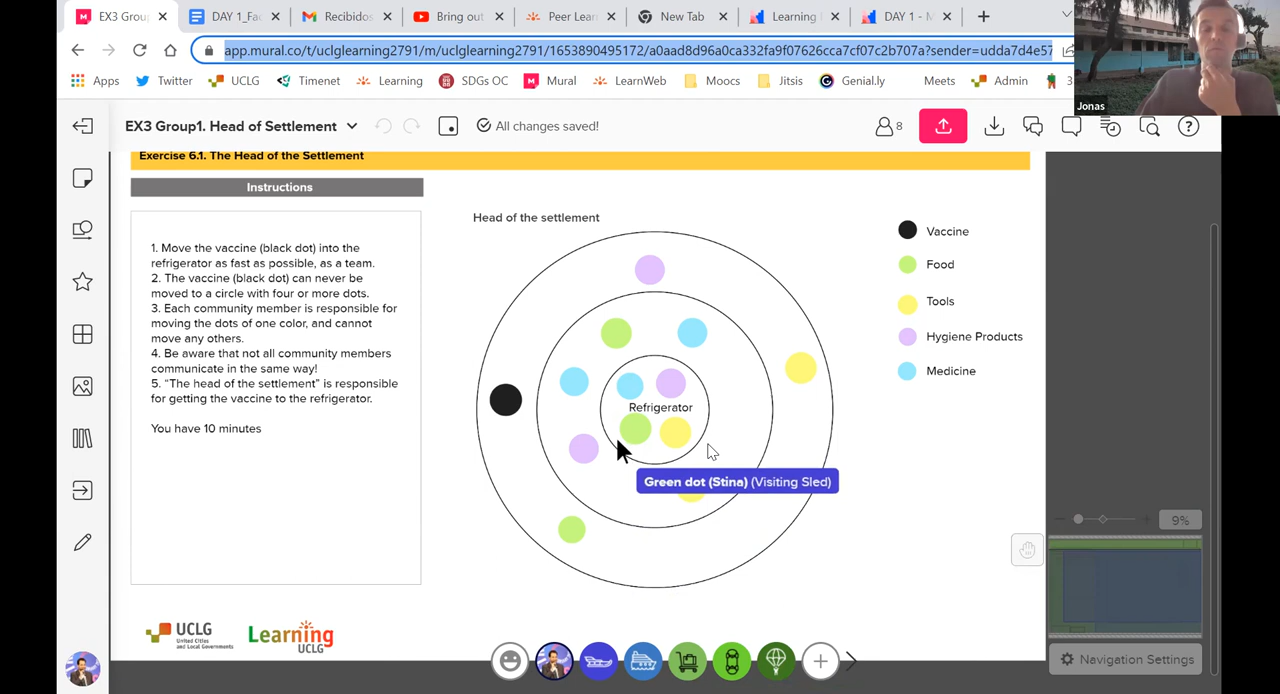 EX3 Grou
DAY 1_Fac
Recibidos
Bring out
Peer Lean
New Tab
Learning
DAY 1 - M
app.mural.co/t/uclglearning2791/m/uclglearning2791/1653890495172/a0aad8d96a0ca332fa9f07626cca7cf07c2b707a?sender=udda7d4e57
Apps
Twitter
UCLG
Timenet
Learning
SDGs OC
Mural
LearnWeb
Moocs
Jitsis
Genial.ly
Meets
Admin
3
Jonas
EX3 Group1. Head of Settlement
All changes saved!
8
Exercise 6.1. The Head of the Settlement
Instructions
1. Move the vaccine (black dot) into the
refrigerator as fast as possible, as a team.
2. The vaccine (black dot) can never be
moved to a circle with four or more dots.
3. Each community member is responsible for
moving the dots of one color, and cannot
move any others.
4. Be aware that not all community members
communicate in the same way!
5. “The head of the settlement” is responsible
for getting the vaccine to the refrigerator.
You have 10 minutes
Head of the settlement
Refrigerator
Green dot (Stina) (Visiting Sled)
Vaccine
Food
Tools
Hygiene Products
Medicine
9%
Navigation Settings
UCLG
United Cities
and Local Governments
Learning
UCLG